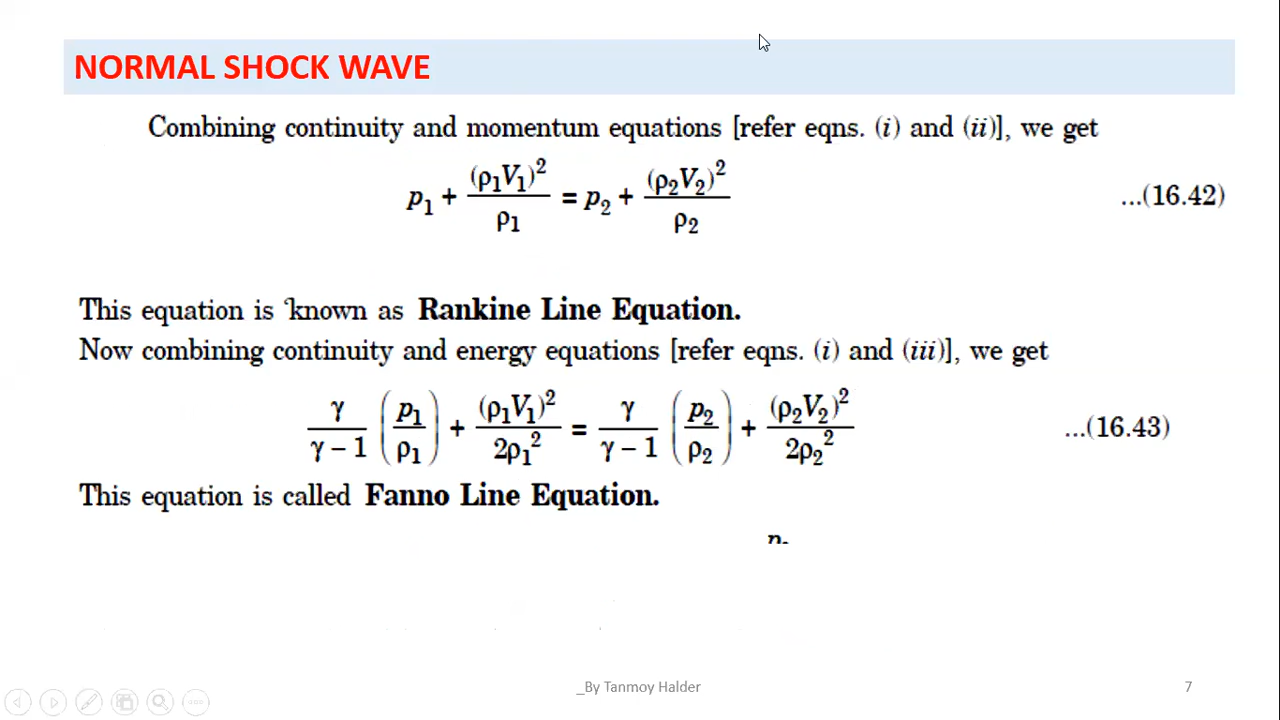 NORMAL SHOCK WAVE
Combining continuity and momentum equations [refer eqns. (i) and (ii)], we get
p₁ + (ρ₁V₁)²/ρ₁ = p₂ + (ρ₂V₂)²/ρ₂ ...(16.42)
This equation is known as Rankine Line Equation.
Now combining continuity and energy equations [refer eqns. (i) and (iii)], we get
γ/(γ – 1) (p₁/ρ₁) + (ρ₁V₁)²/2ρ₁² = γ/(γ – 1) (p₂/ρ₂) + (ρ₂V₂)²/2ρ₂² ...(16.43)
This equation is called Fanno Line Equation.
_By Tanmoy Halder
7